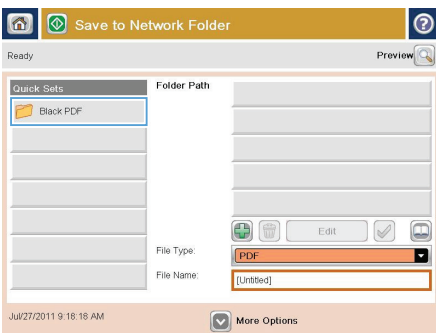 Save to Network Folder
Ready
Preview
Quick Sets
Black PDF
Folder Path
Edit
File Type:
PDF
File Name:
[Untitled]
Jul/27/2011 9:18:18 AM
More Options